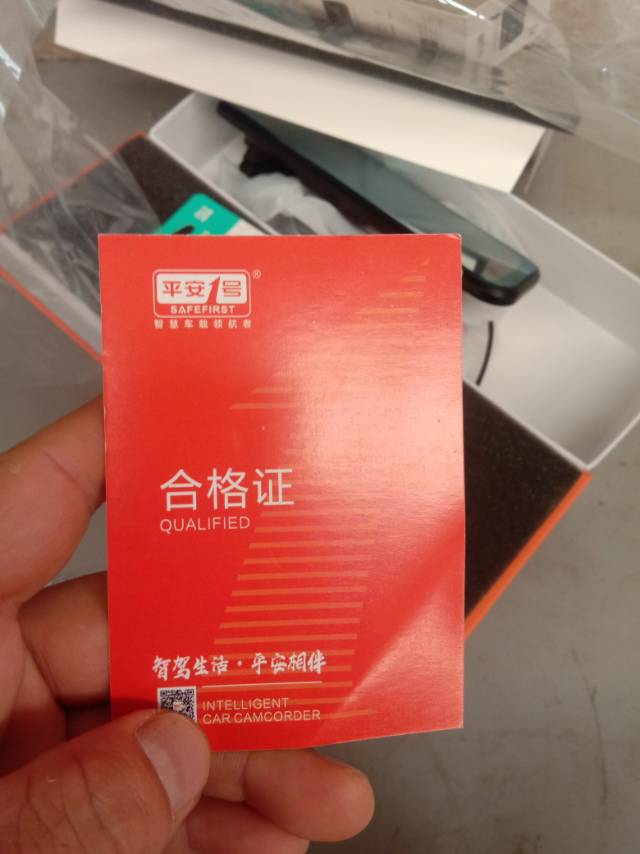 平安1号®
SAFEFIRST
智慧车载领航者
合格证
QUALIFIED
智驾生活·平安相伴
INTELLIGENT
CAR CAMCORDER